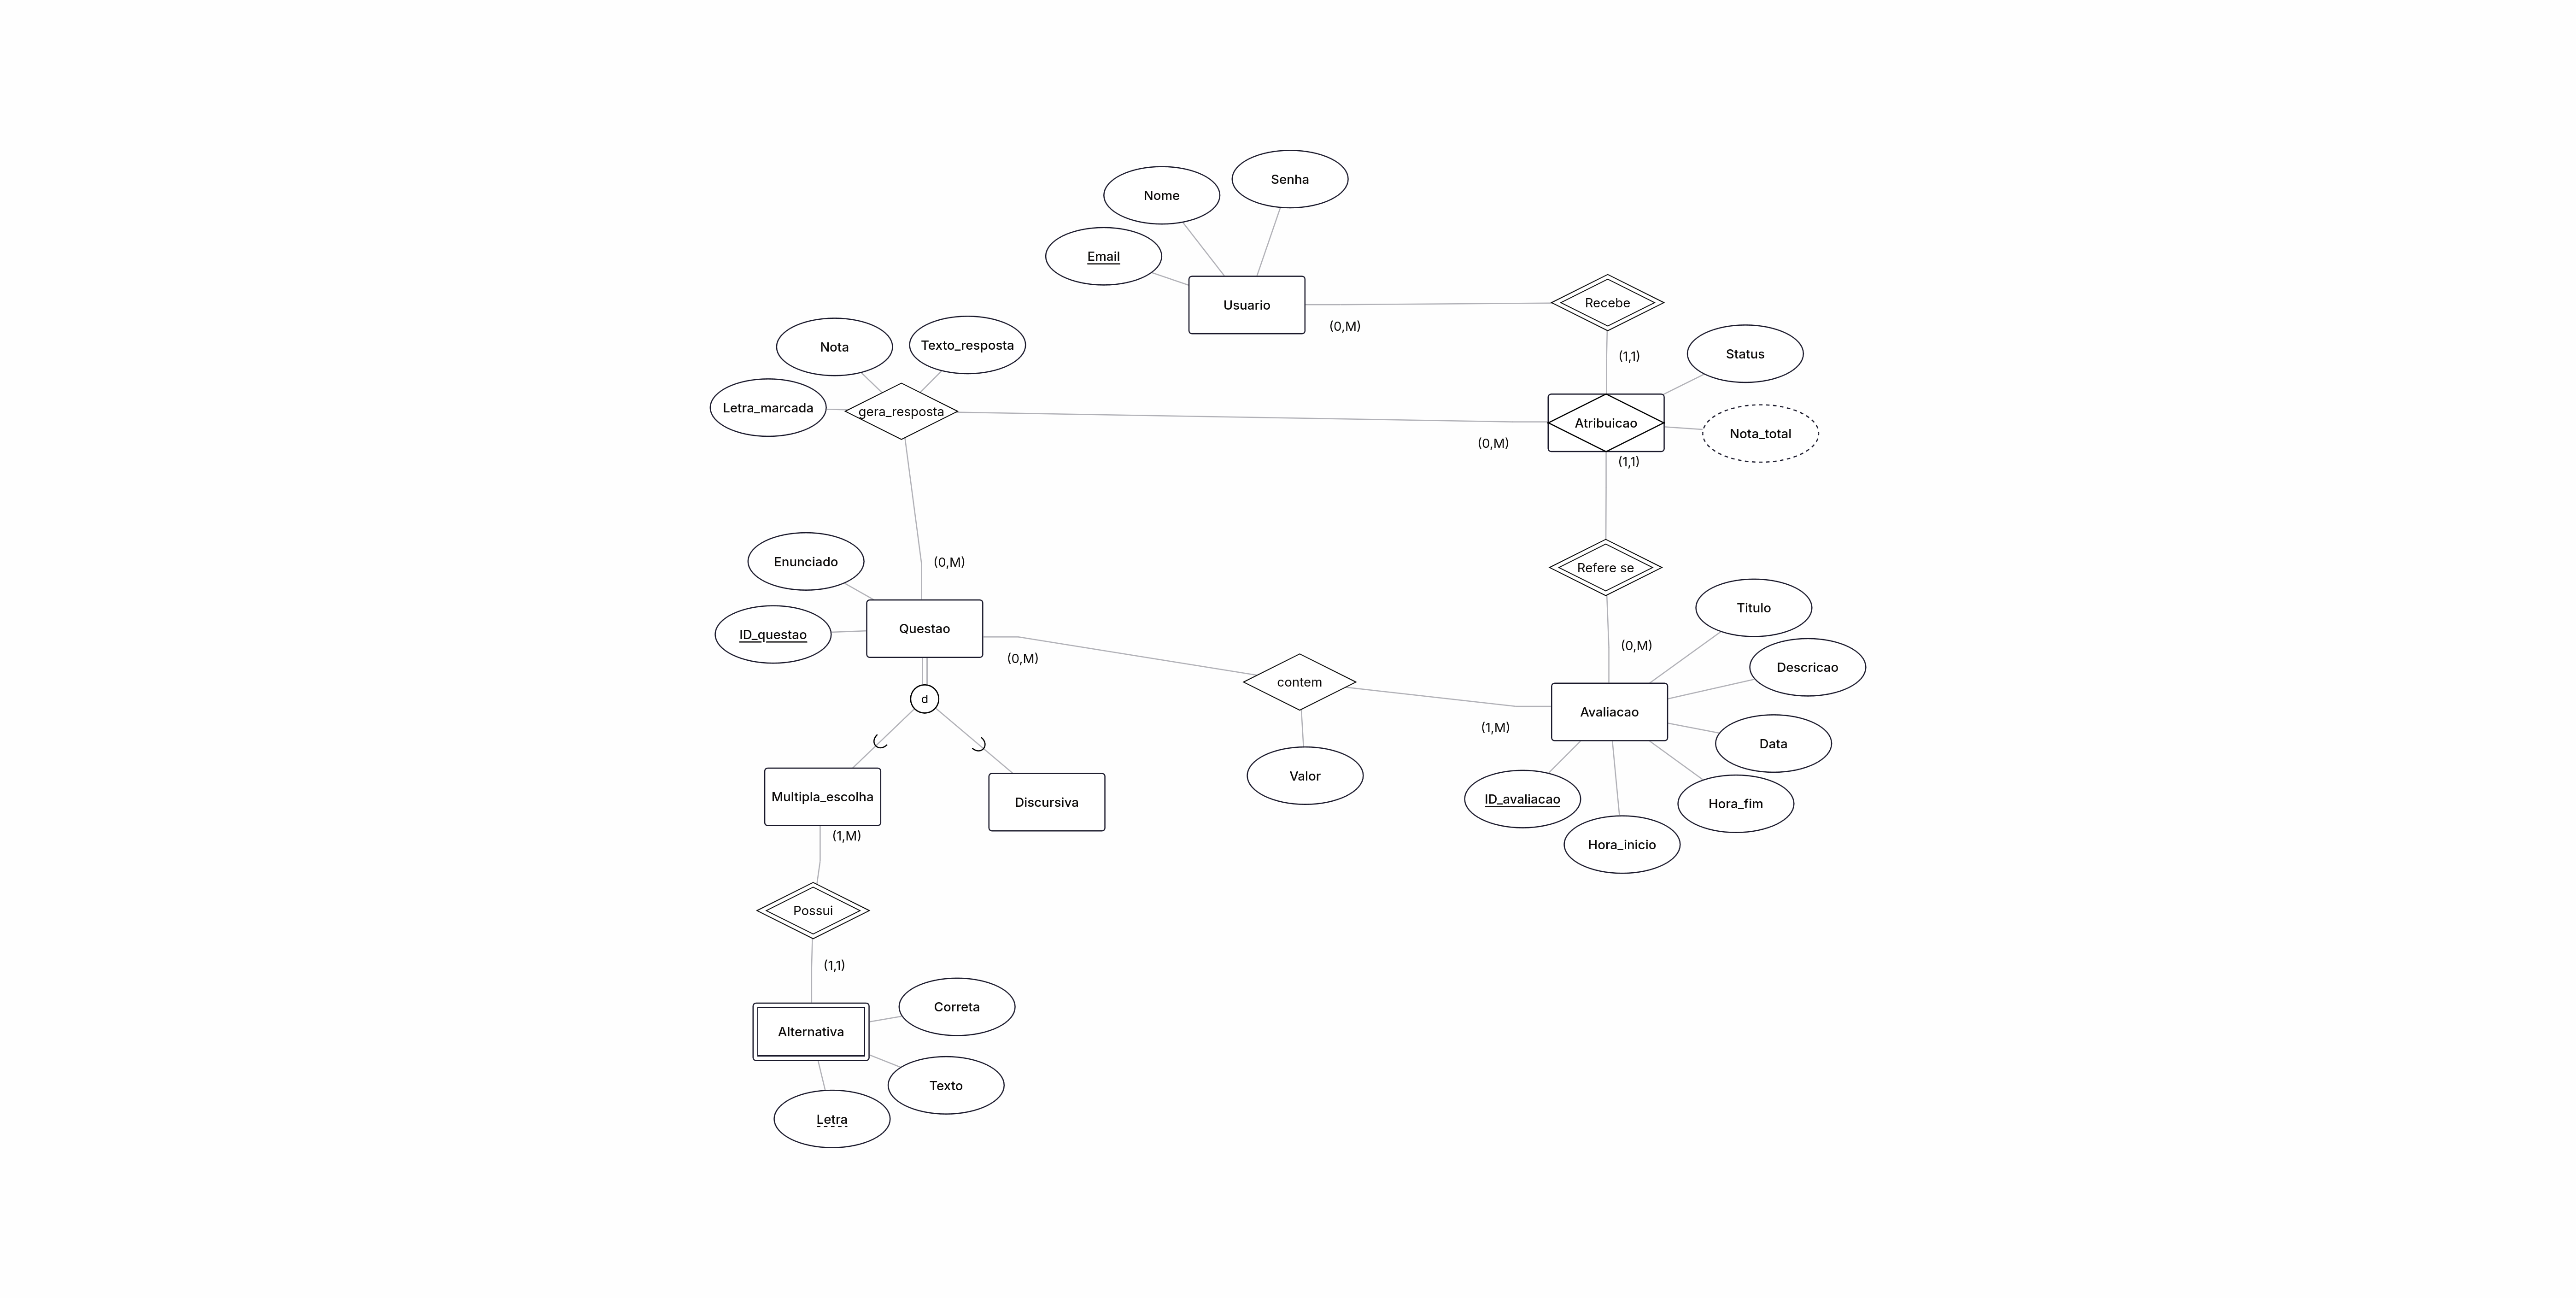 Senha
Nome
Email
Usuario
Recebe
(0,M)
Nota
Texto_resposta
Status
(1,1)
Letra_marcada
gera_resposta
Atribuicao
Nota_total
(0,M)
(1,1)
Enunciado
(0,M)
Refere se
Titulo
ID_questao
Questao
(0,M)
(0,M)
Descricao
contem
d
Avaliacao
(1,M)
Data
Multipla_escolha
Discursiva
Valor
ID_avaliacao
Hora_fim
(1,M)
Hora_inicio
Possui
(1,1)
Correta
Alternativa
Texto
Letra